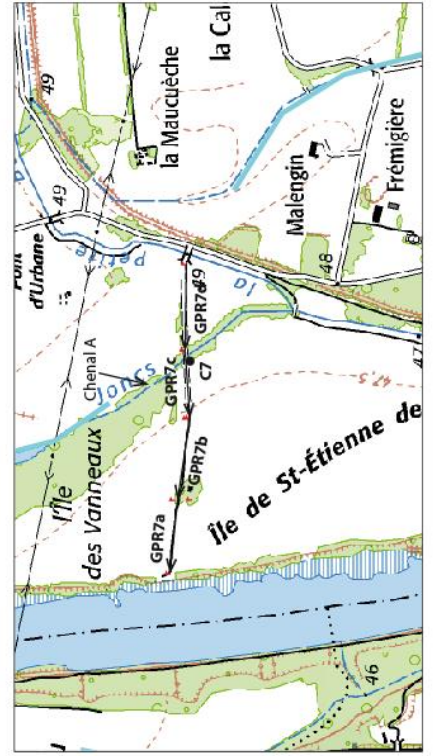 49
la Cal
la Maucuèche
49
Pont
d'Urbane
Petite
la
Malengin
Frémigière
48
49
GPR7d
Chenal A
GPR7c
C7
Joncs
47.5
47
l'Île
des Vanneaux
GPR7b
GPR7a
Île de St-Étienne de
46